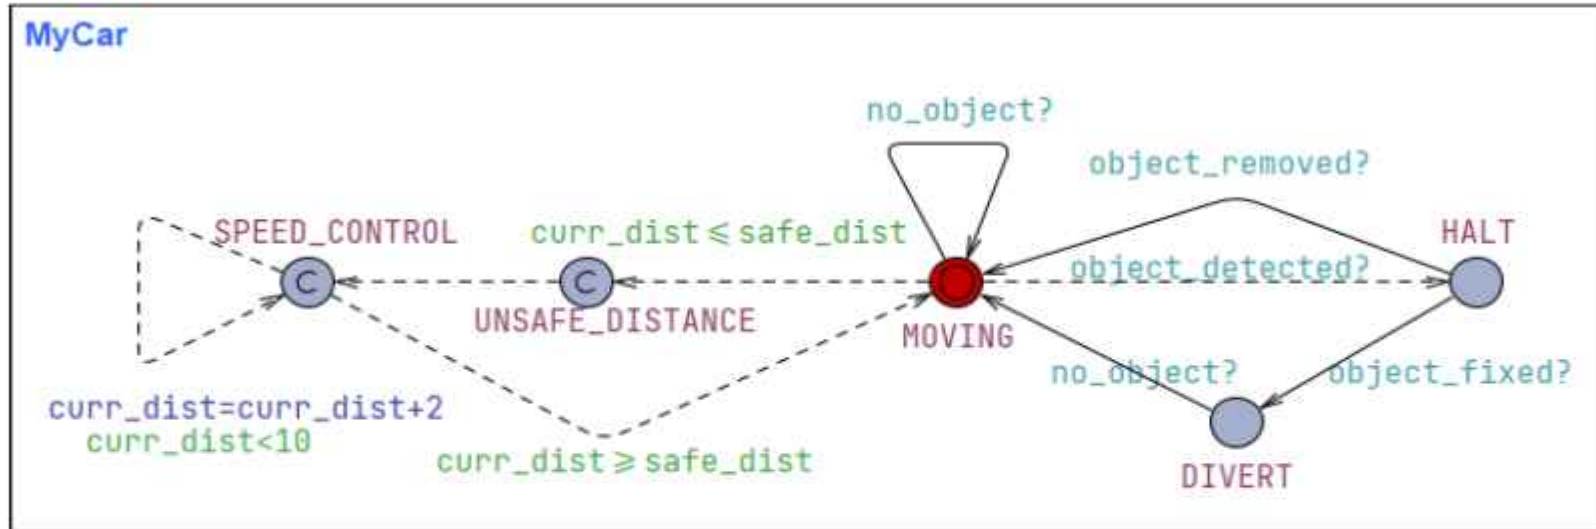 MyCar
no_object?
object_removed?
SPEED_CONTROL
curr_dist ⩽ safe_dist
HALT
object_detected?
C
C
UNSAFE_DISTANCE
MOVING
no_object?
object_fixed?
curr_dist=curr_dist+2
curr_dist<10
curr_dist ⩾ safe_dist
DIVERT